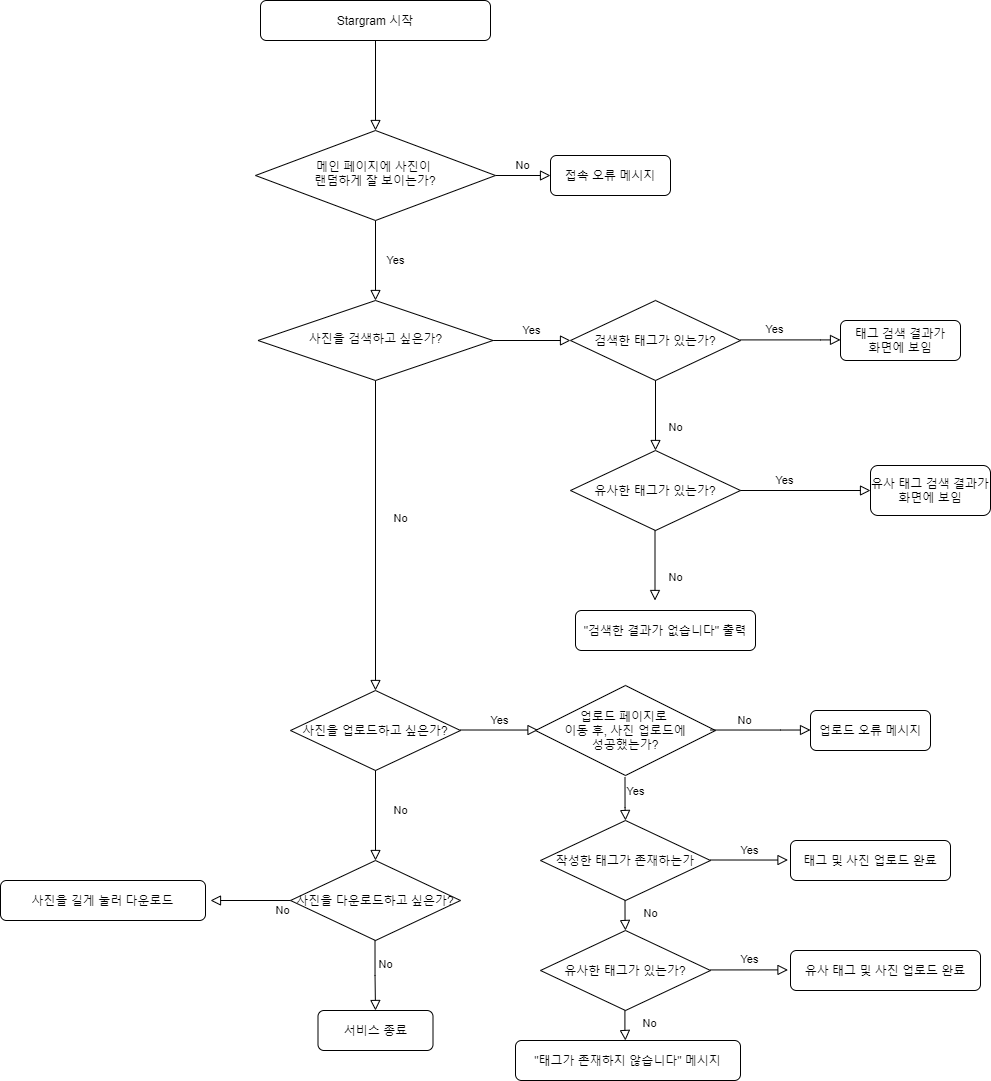 Stargram 시작
메인 페이지에 사진이
랜덤하게 잘 보이는가?
No
접속 오류 메시지
Yes
사진을 검색하고 싶은가?
Yes
검색한 태그가 있는가?
Yes
태그 검색 결과가
화면에 보임
No
유사한 태그가 있는가?
Yes
유사 태그 검색 결과가
화면에 보임
No
No
"검색한 결과가 없습니다" 출력
사진을 업로드하고 싶은가?
Yes
업로드 페이지로
이동 후, 사진 업로드에
성공했는가?
No
업로드 오류 메시지
Yes
No
작성한 태그가 존재하는가
Yes
태그 및 사진 업로드 완료
사진을 길게 눌러 다운로드
No
사진을 다운로드하고 싶은가?
No
No
유사한 태그가 있는가?
Yes
유사 태그 및 사진 업로드 완료
서비스 종료
No
"태그가 존재하지 않습니다" 메시지